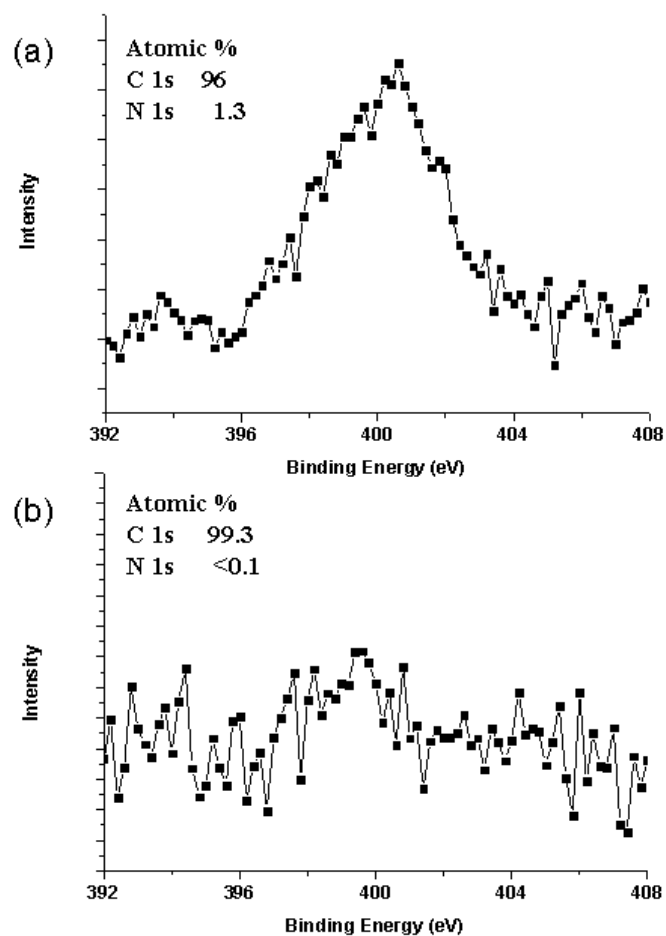 (a)
Atomic %
C 1s 96
N 1s 1.3
Intensity
392 396 400 404 408
Binding Energy (eV)
(b)
Atomic %
C 1s 99.3
N 1s <0.1
Intensity
392 396 400 404 408
Binding Energy (eV)